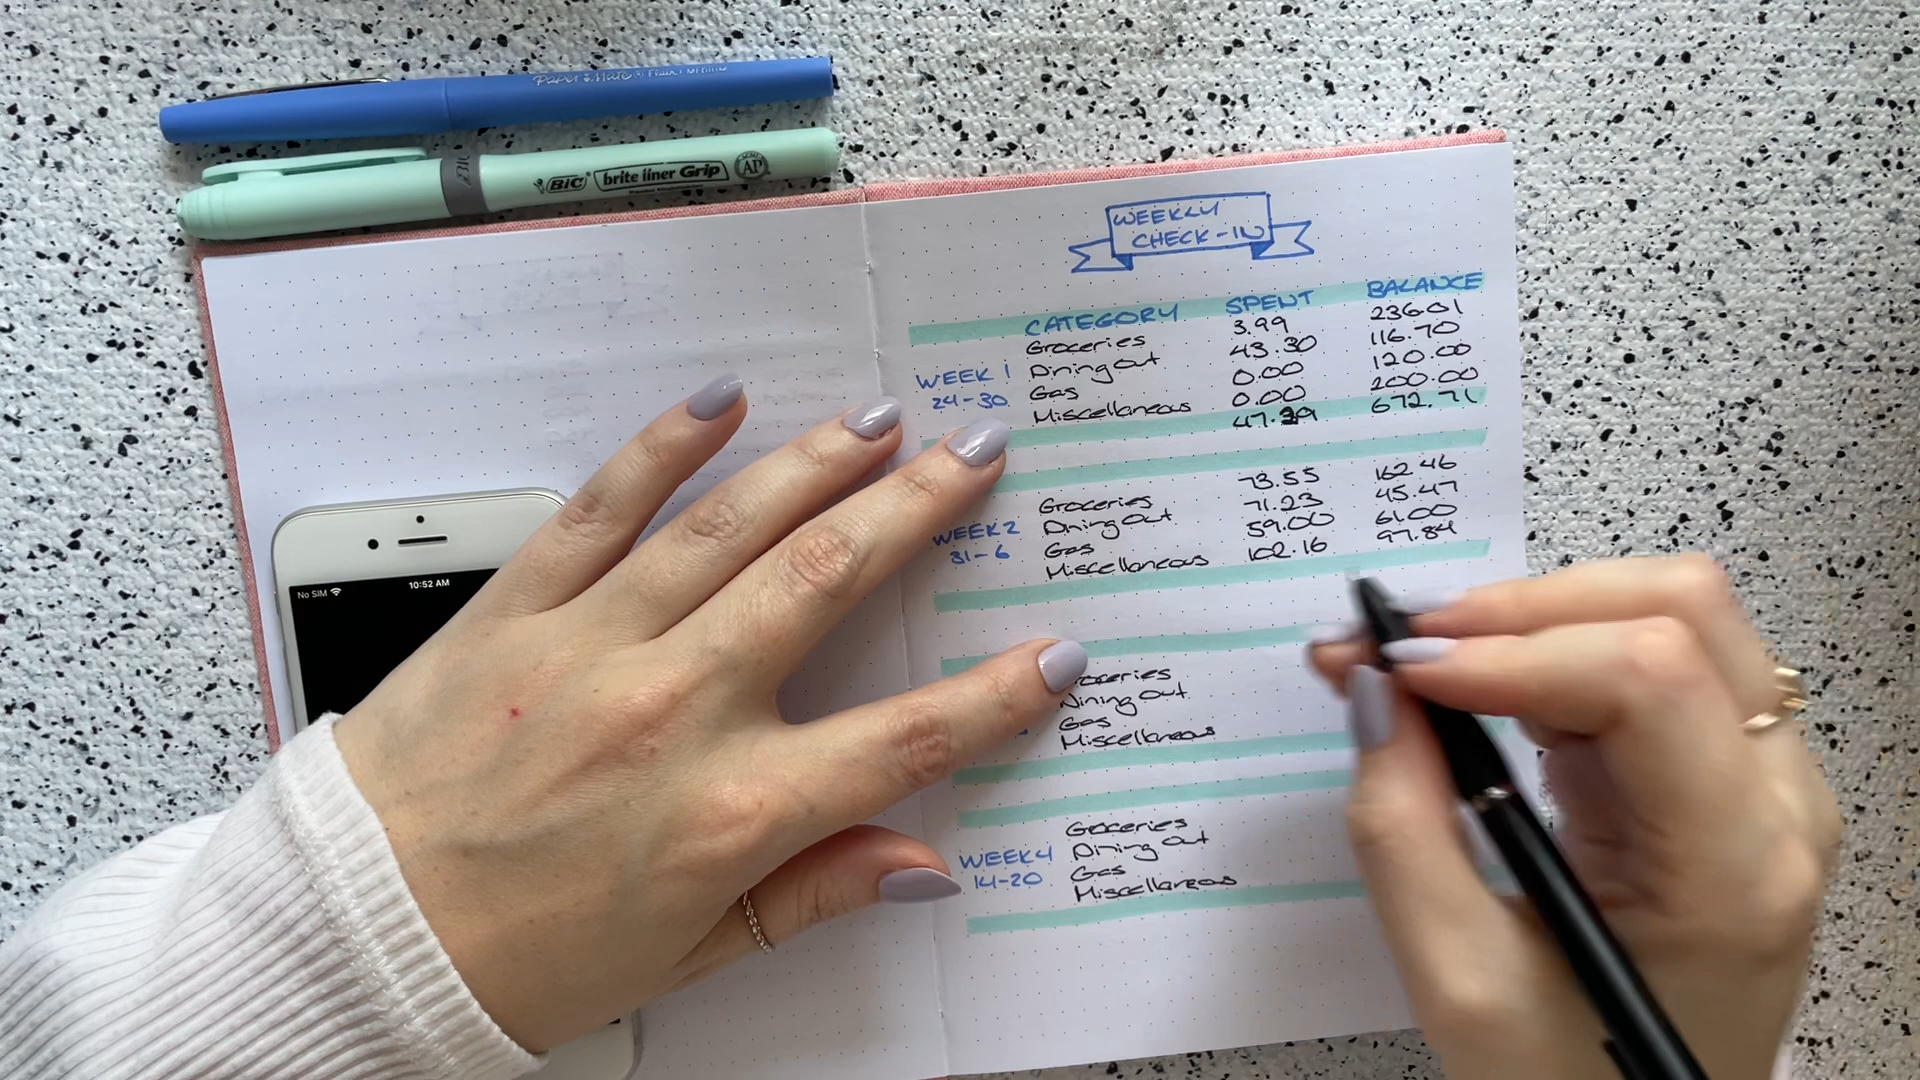 Paper Mate Flair MEDIUM
BIC BIC brite liner Grip ACMI AP
WEEKLY
CHECK-IN
CATEGORY SPENT BALANCE
Groceries 3.99 236.01
Dining out 43.30 116.70
WEEK 1 Gas 0.00 120.00
24-30 Miscellaneous 0.00 200.00
47.29 672.71
Groceries 73.55 162.46
WEEK 2 Dining Out 71.23 45.47
31-6 Gas 59.00 61.00
Miscellaneous 102.16 97.84
roceries
Dining Out
Gas
Miscellaneous
Groceries
WEEK 4 Dining Out
14-20 Gas
Miscellaneous
No SIM 10:52 AM